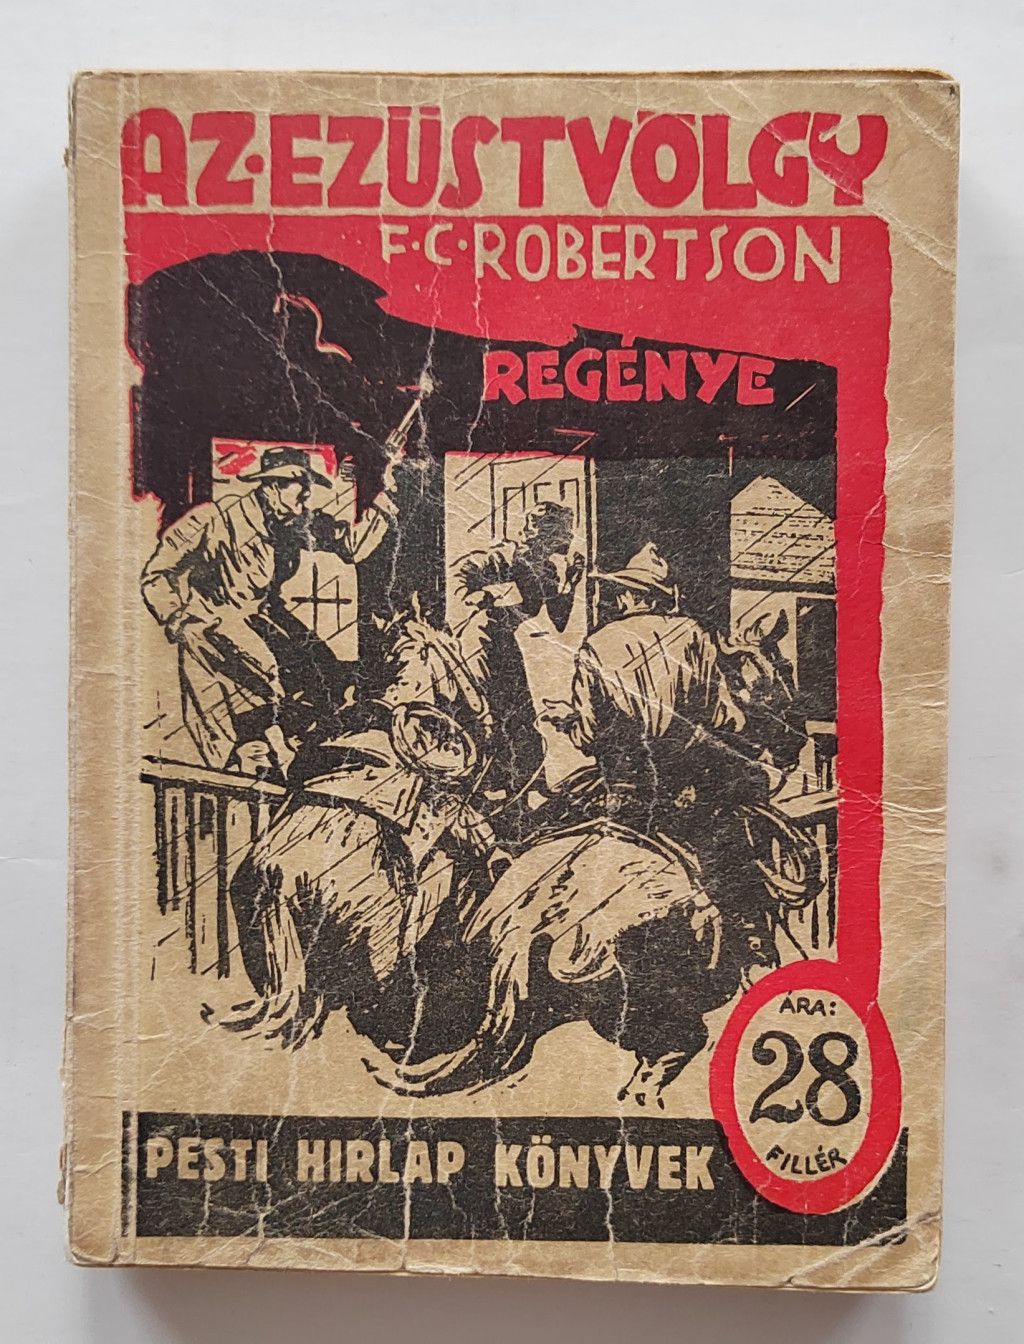 AZ·EZÜSTVÖLGY
F·C·ROBERTSON
REGÉNYE
ÁRA:
28
FILLÉR
PESTI HIRLAP KÖNYVEK